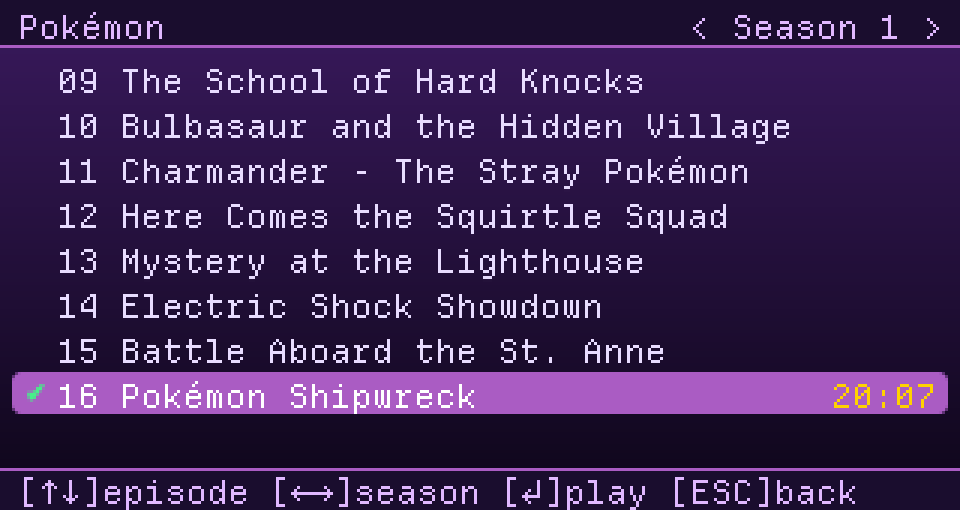 Pokémon < Season 1 >
09 The School of Hard Knocks
10 Bulbasaur and the Hidden Village
11 Charmander - The Stray Pokémon
12 Here Comes the Squirtle Squad
13 Mystery at the Lighthouse
14 Electric Shock Showdown
15 Battle Aboard the St. Anne
✔ 16 Pokémon Shipwreck 20:07
[↑↓]episode [←→]season [↲]play [ESC]back